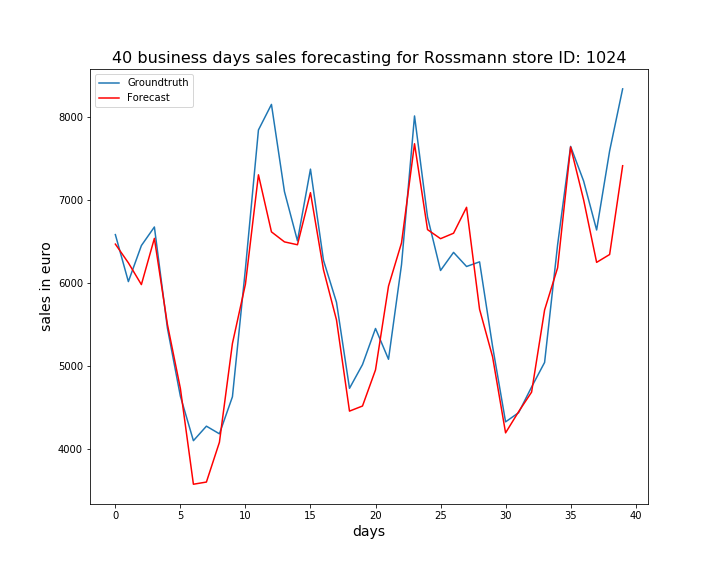 40 business days sales forecasting for Rossmann store ID: 1024
Groundtruth
Forecast
8000
7000
6000
5000
4000
sales in euro
0 5 10 15 20 25 30 35 40
days